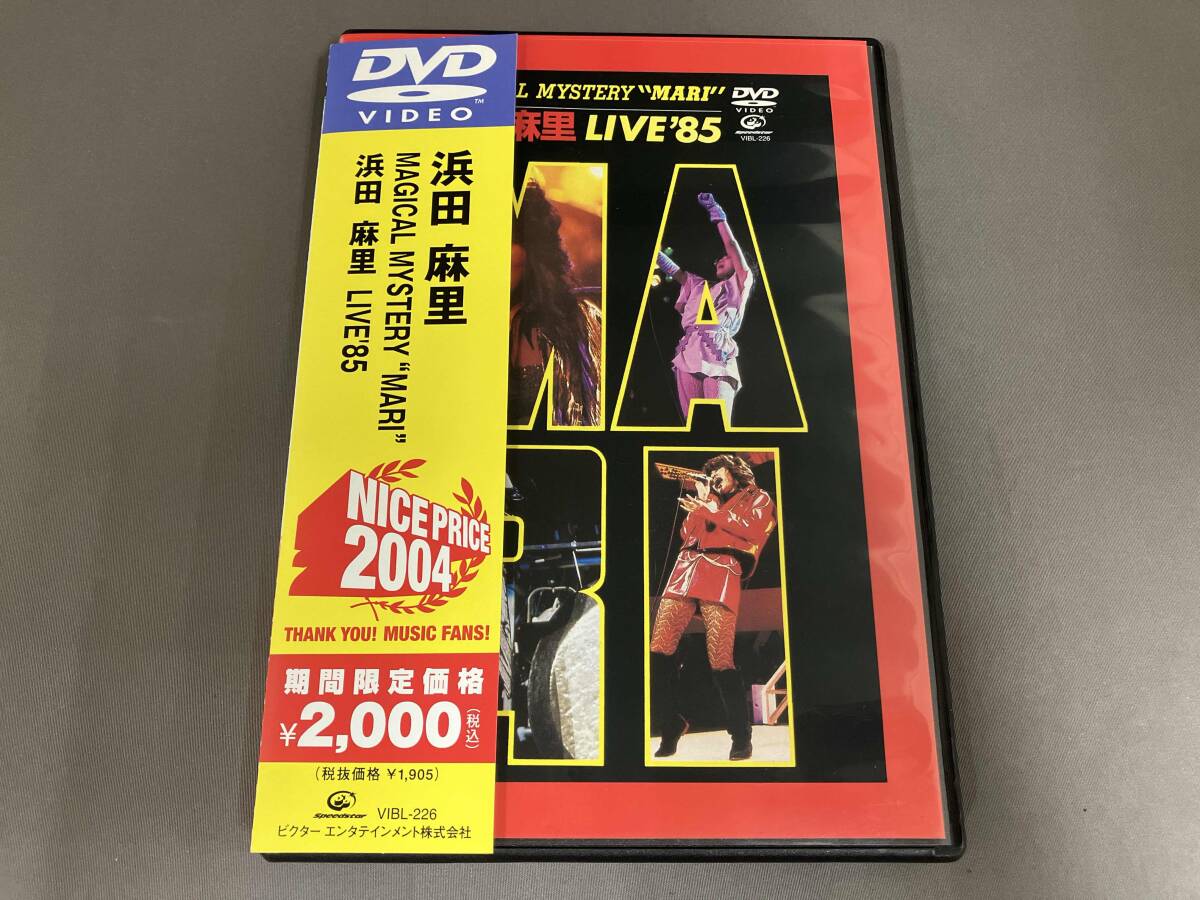 DVD
VIDEO
浜田 麻里
MAGICAL MYSTERY “MARI”
浜田 麻里 LIVE'85
NICE PRICE
2004
THANK YOU! MUSIC FANS!
期間限定価格
¥2,000(税込)
(税抜価格 ¥1,905)
Speedstar
VIBL-226
ビクター エンタテインメント株式会社
L MYSTERY “MARI”
麻里 LIVE'85
DVD
VIDEO
Speedstar
VIBL-226
MA
RI